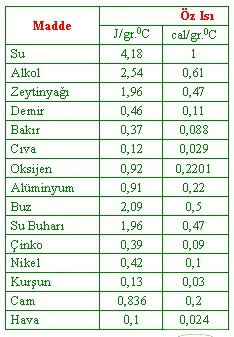 Madde Öz Isı
J/gr.⁰C cal/gr.⁰C
Su 4,18 1
Alkol 2,54 0,61
Zeytinyağı 1,96 0,47
Demir 0,46 0,11
Bakır 0,37 0,088
Cıva 0,12 0,029
Oksijen 0,92 0,2201
Alüminyum 0,91 0,22
Buz 2,09 0,5
Su Buharı 1,96 0,47
Çinko 0,39 0,09
Nikel 0,42 0,1
Kurşun 0,13 0,03
Cam 0,836 0,2
Hava 0,1 0,024